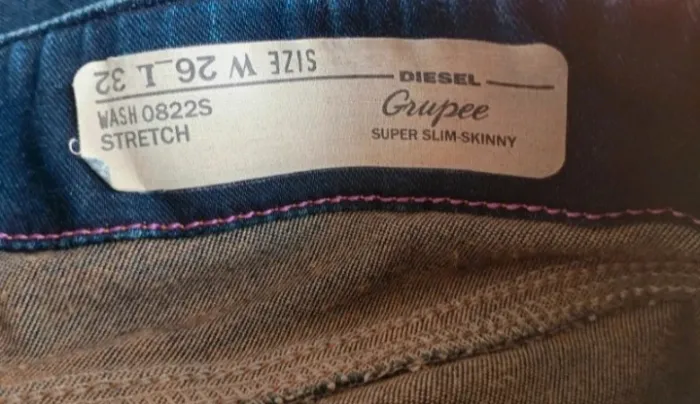 SIZE W 26 L 32
DIESEL
WASH 0822S
Grupee
STRETCH
SUPER SLIM-SKINNY